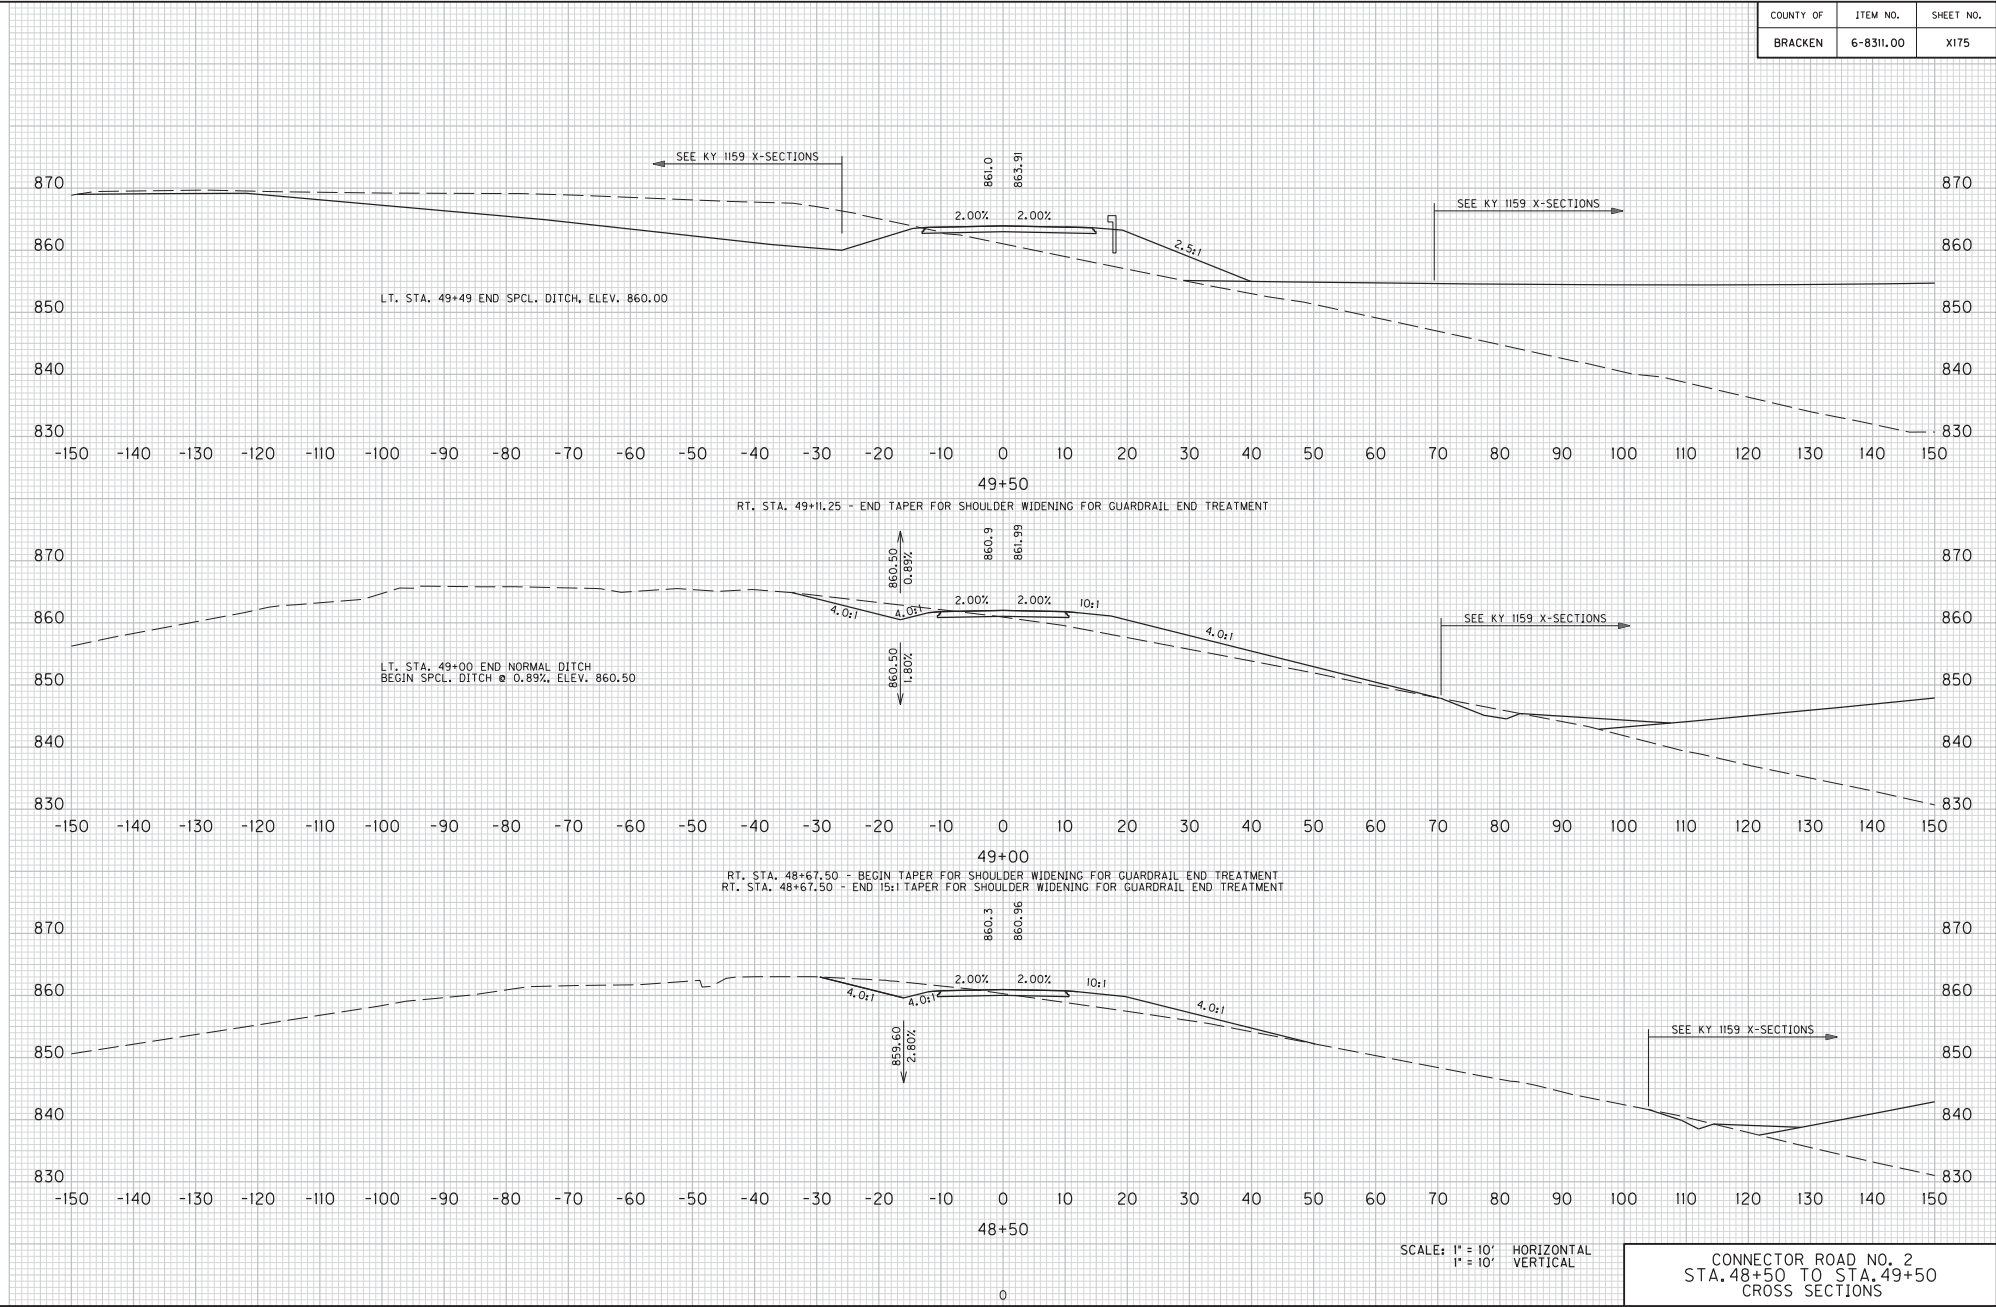 COUNTY OF ITEM NO. SHEET NO.
BRACKEN 6-8311.00 X175
SEE KY 1159 X-SECTIONS
861.0
863.91
870 870
SEE KY 1159 X-SECTIONS
2.00% 2.00%
860 860
2.5:1
LT. STA. 49+49 END SPCL. DITCH, ELEV. 860.00
850 850
840 840
830 830
-150 -140 -130 -120 -110 -100 -90 -80 -70 -60 -50 -40 -30 -20 -10 0 10 20 30 40 50 60 70 80 90 100 110 120 130 140 150
49+50
RT. STA. 49+11.25 - END TAPER FOR SHOULDER WIDENING FOR GUARDRAIL END TREATMENT
860.9
861.99
870 870
860.50
0.89%
2.00% 2.00% 10:1
4.0:1 4.0:1
860 860
SEE KY 1159 X-SECTIONS
4.0:1
LT. STA. 49+00 END NORMAL DITCH
BEGIN SPCL. DITCH @ 0.89%, ELEV. 860.50
860.50
1.80%
850 850
840 840
830 830
-150 -140 -130 -120 -110 -100 -90 -80 -70 -60 -50 -40 -30 -20 -10 0 10 20 30 40 50 60 70 80 90 100 110 120 130 140 150
49+00
RT. STA. 48+67.50 - BEGIN TAPER FOR SHOULDER WIDENING FOR GUARDRAIL END TREATMENT
RT. STA. 48+67.50 - END 15:1 TAPER FOR SHOULDER WIDENING FOR GUARDRAIL END TREATMENT
860.3
860.96
870 870
2.00% 2.00% 10:1
4.0:1 4.0:1
860 860
4.0:1
SEE KY 1159 X-SECTIONS
859.60
2.80%
850 850
840 840
830 830
-150 -140 -130 -120 -110 -100 -90 -80 -70 -60 -50 -40 -30 -20 -10 0 10 20 30 40 50 60 70 80 90 100 110 120 130 140 150
48+50
SCALE: 1" = 10' HORIZONTAL
1" = 10' VERTICAL
CONNECTOR ROAD NO. 2
STA.48+50 TO STA.49+50
CROSS SECTIONS
0